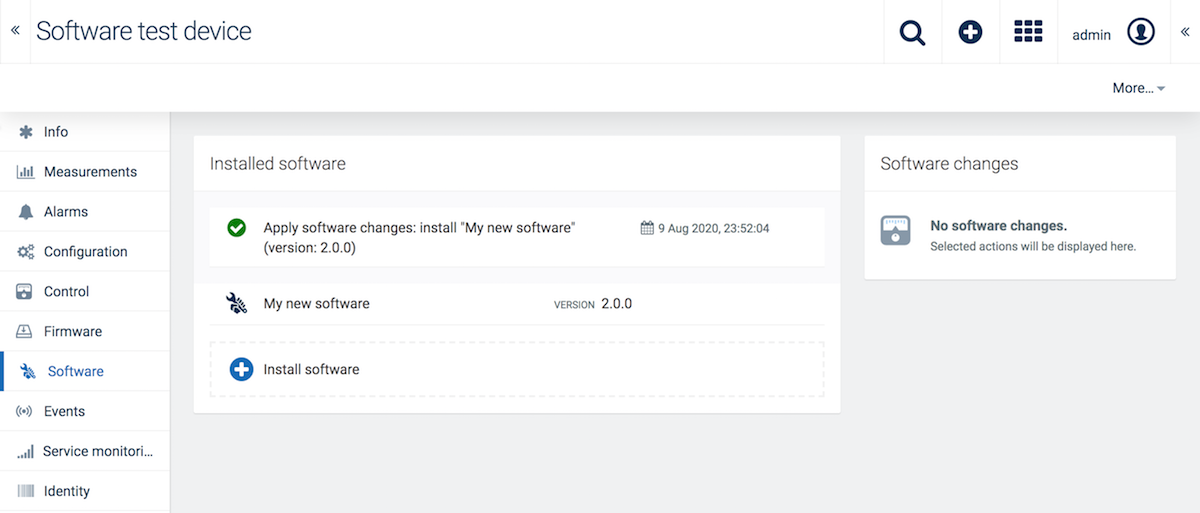 Software test device
admin
More...
Info
Measurements
Alarms
Configuration
Control
Firmware
Software
Events
Service monitori...
Identity
Installed software
Apply software changes: install "My new software"
(version: 2.0.0)
9 Aug 2020, 23:52:04
My new software
VERSION 2.0.0
Install software
Software changes
No software changes.
Selected actions will be displayed here.